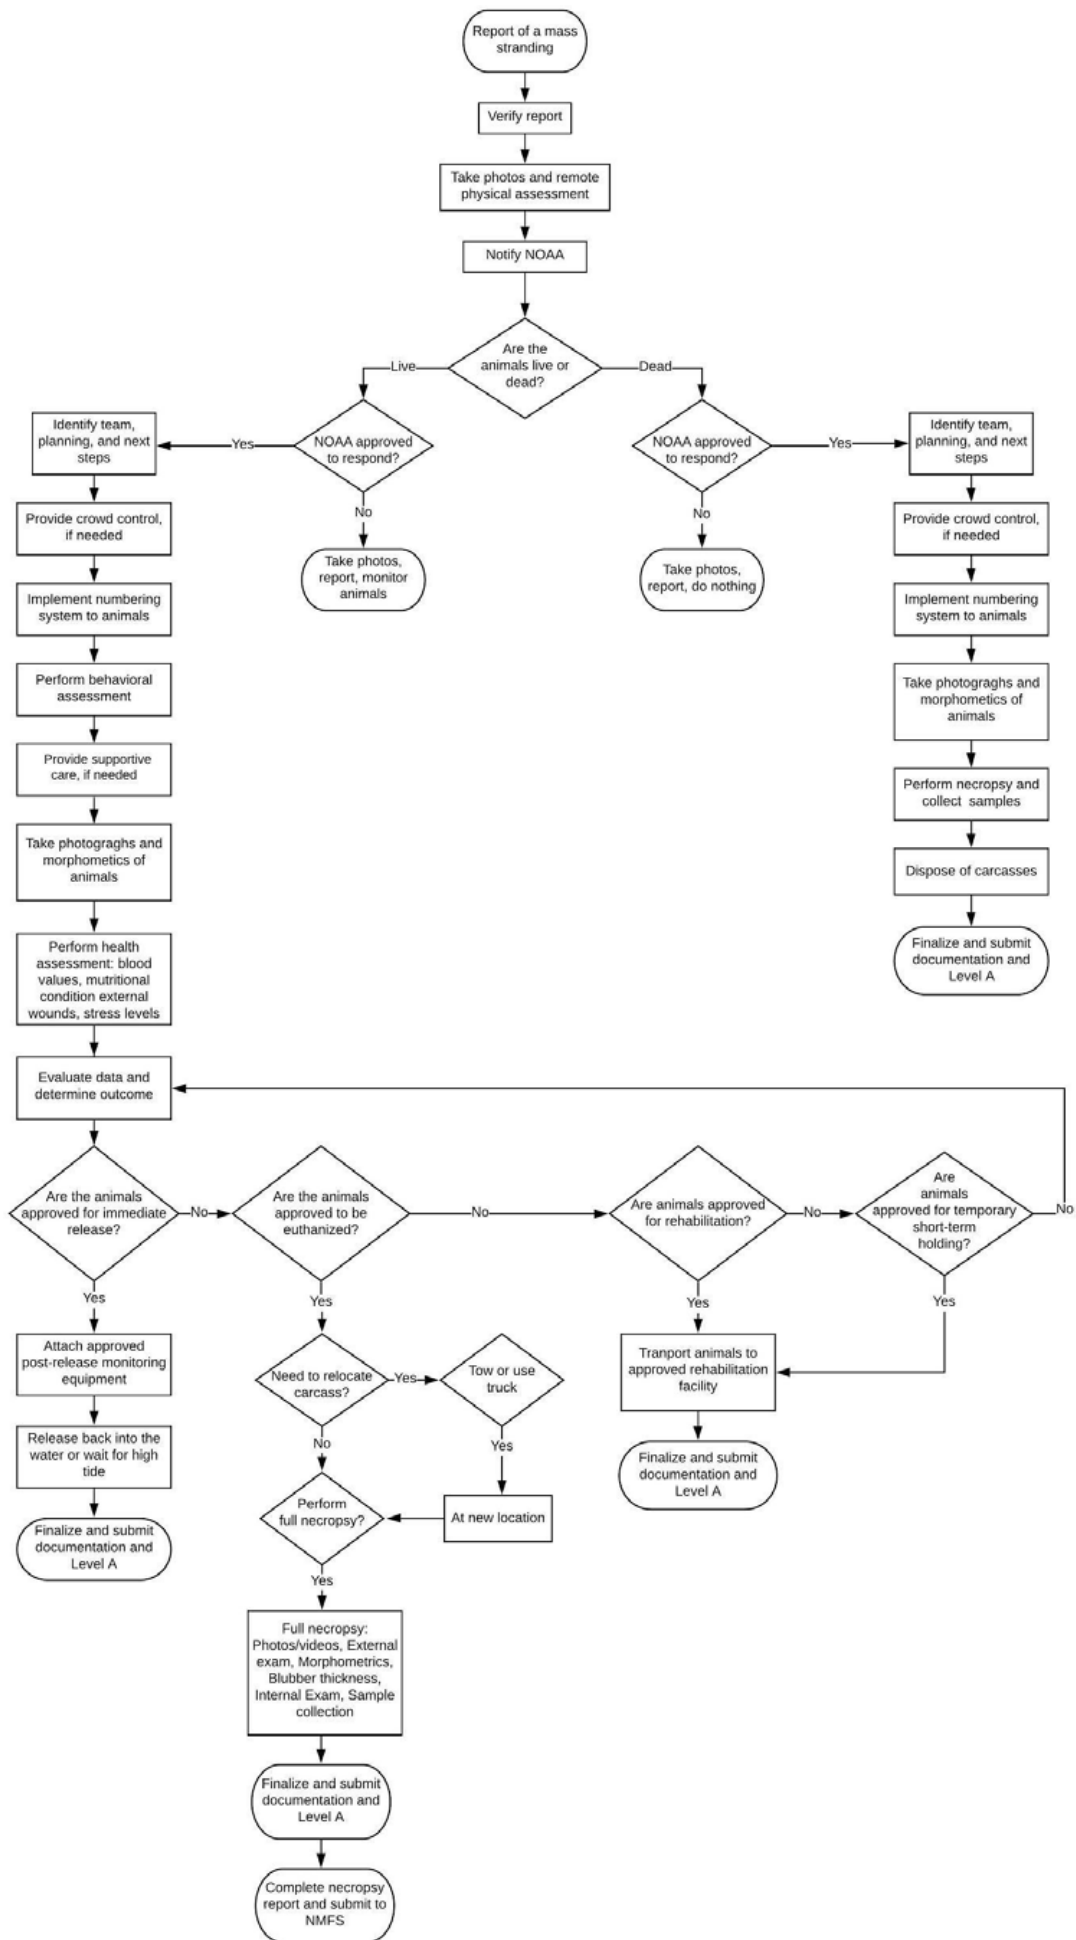 Report of a mass
stranding
Verify report
Take photos and remote
physical assessment
Notify NOAA
Are the
animals live or
dead?
Live
Dead
NOAA approved
to respond?
Yes
No
Identify team,
planning, and next
steps
Provide crowd control,
if needed
Implement numbering
system to animals
Perform behavioral
assessment
Provide supportive
care, if needed
Take photograghs and
morphometics of
animals
Perform health
assessment: blood
values, mutritional
condition external
wounds, stress levels
Evaluate data and
determine outcome
Take photos,
report, monitor
animals
NOAA approved
to respond?
Yes
No
Take photos,
report, do nothing
Identify team,
planning, and next
steps
Provide crowd control,
if needed
Implement numbering
system to animals
Take photograghs and
morphometics of
animals
Perform necropsy and
collect samples
Dispose of carcasses
Finalize and submit
documentation and
Level A
Are the animals
approved for immediate
release?
No
Yes
Attach approved
post-release monitoring
equipment
Release back into the
water or wait for high
tide
Finalize and submit
documentation and
Level A
Are the animals
approved to be
euthanized?
No
Yes
Need to relocate
carcass?
Yes
Tow or use
truck
Yes
At new location
No
Perform
full necropsy?
Yes
Full necropsy:
Photos/videos, External
exam, Morphometrics,
Blubber thickness,
Internal Exam, Sample
collection
Finalize and submit
documentation and
Level A
Complete necropsy
report and submit to
NMFS
Are animals approved
for rehabilitation?
No
Yes
Tranport animals to
approved rehabilitation
facility
Finalize and submit
documentation and
Level A
Are
animals
approved for temporary
short-term
holding?
No
Yes